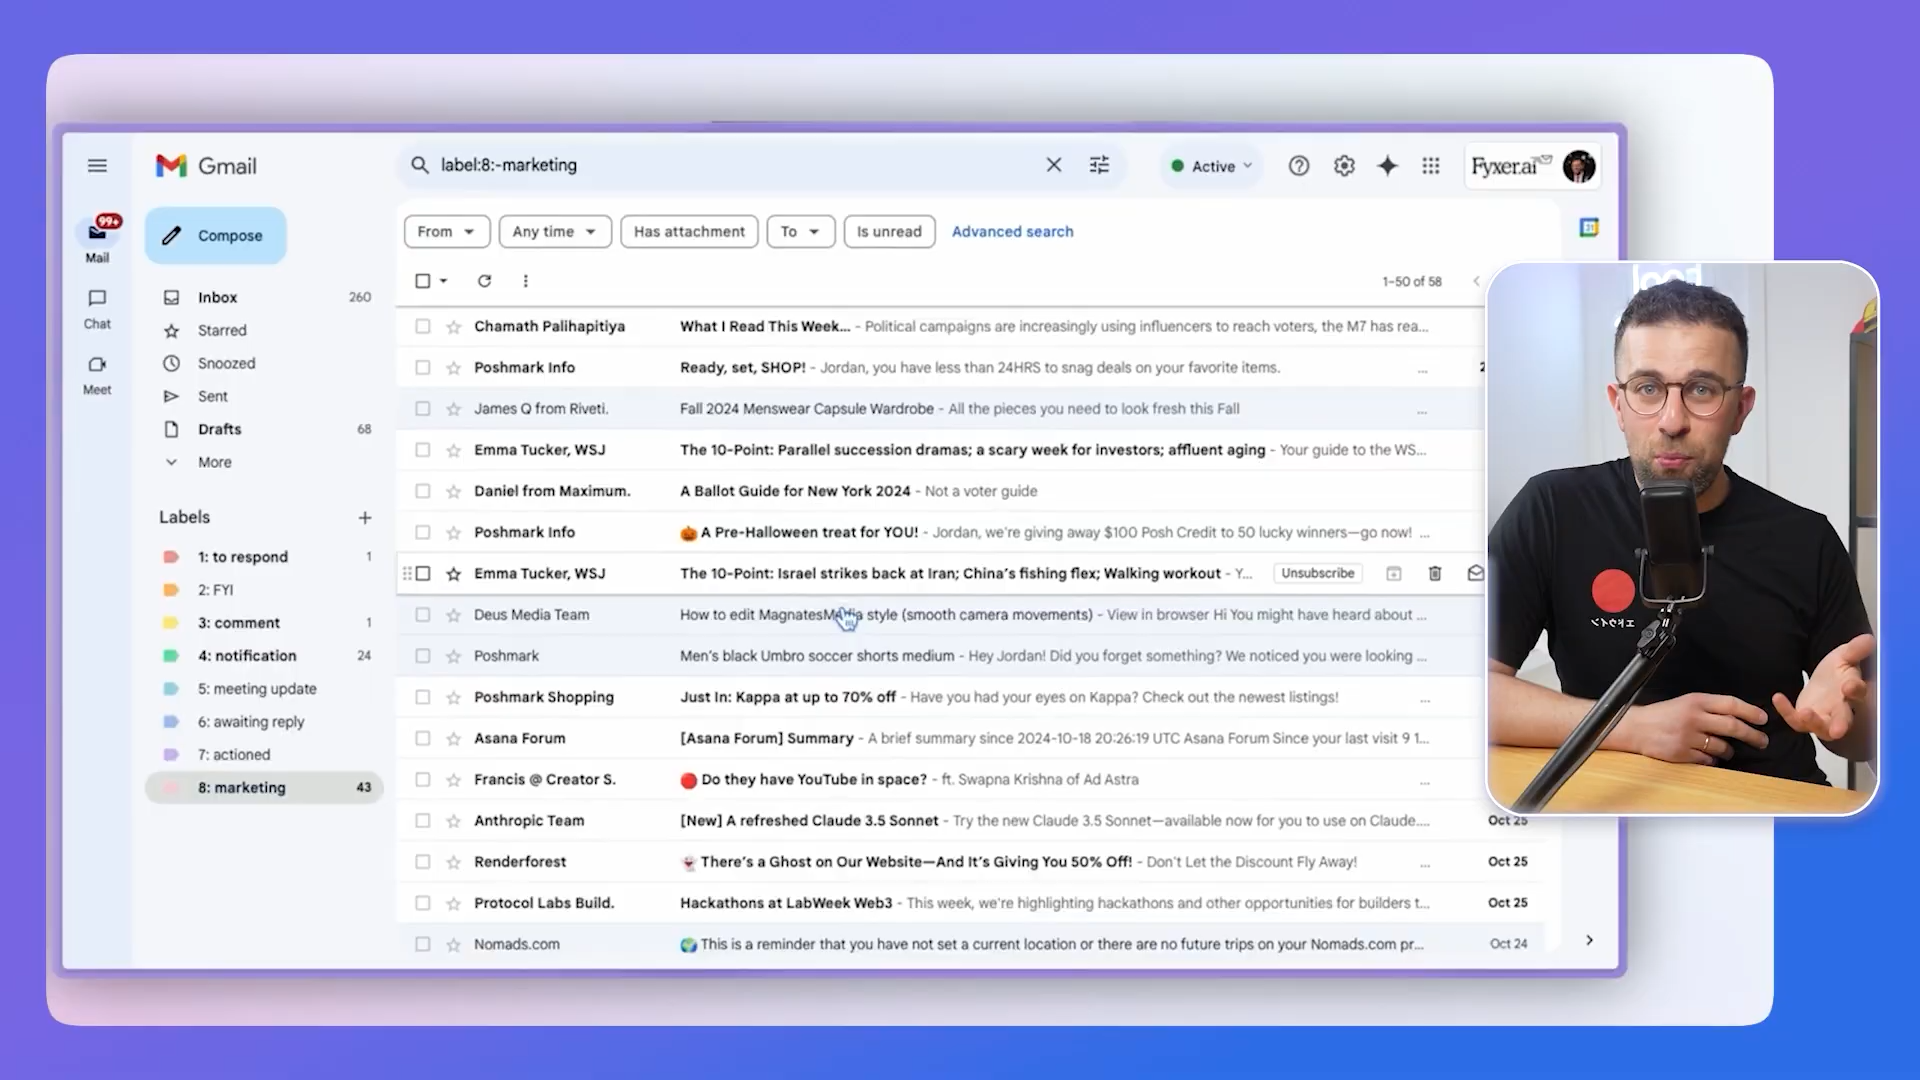 Gmail
label:8:-marketing
Active
Fyxer.ai
99+
Mail
Chat
Meet
Compose
Inbox 260
Starred
Snoozed
Sent
Drafts 68
More
Labels
1: to respond 1
2: FYI
3: comment 1
4: notification 24
5: meeting update
6: awaiting reply
7: actioned
8: marketing 43
From
Any time
Has attachment
To
Is unread
Advanced search
31
1–50 of 58
Chamath Palihapitiya What I Read This Week... - Political campaigns are increasingly using influencers to reach voters, the M7 has rea...
Poshmark Info Ready, set, SHOP! - Jordan, you have less than 24HRS to snag deals on your favorite items. ...
James Q from Riveti. Fall 2024 Menswear Capsule Wardrobe - All the pieces you need to look fresh this Fall ...
Emma Tucker, WSJ The 10-Point: Parallel succession dramas; a scary week for investors; affluent aging - Your guide to the WS...
Daniel from Maximum. A Ballot Guide for New York 2024 - Not a voter guide
Poshmark Info 🎃 A Pre-Halloween treat for YOU! - Jordan, we're giving away $100 Posh Credit to 50 lucky winners—go now! ...
Emma Tucker, WSJ The 10-Point: Israel strikes back at Iran; China's fishing flex; Walking workout - Y... Unsubscribe
Deus Media Team How to edit MagnatesMedia style (smooth camera movements) - View in browser Hi You might have heard about ...
Poshmark Men's black Umbro soccer shorts medium - Hey Jordan! Did you forget something? We noticed you were looking ...
Poshmark Shopping Just In: Kappa at up to 70% off - Have you had your eyes on Kappa? Check out the newest listings! ...
Asana Forum [Asana Forum] Summary - A brief summary since 2024-10-18 20:26:19 UTC Asana Forum Since your last visit 9 1...
Francis @ Creator S. 🔴 Do they have YouTube in space? - ft. Swapna Krishna of Ad Astra ...
Anthropic Team [New] A refreshed Claude 3.5 Sonnet - Try the new Claude 3.5 Sonnet—available now for you to use on Claude.... Oct 25
Renderforest 👻 There's a Ghost on Our Website—And It's Giving You 50% Off! - Don't Let the Discount Fly Away! ... Oct 25
Protocol Labs Build. Hackathons at LabWeek Web3 - This week, we're highlighting hackathons and other opportunities for builders t... Oct 25
Nomads.com 🌍 This is a reminder that you have not set a current location or there are no future trips on your Nomads.com pr... Oct 24